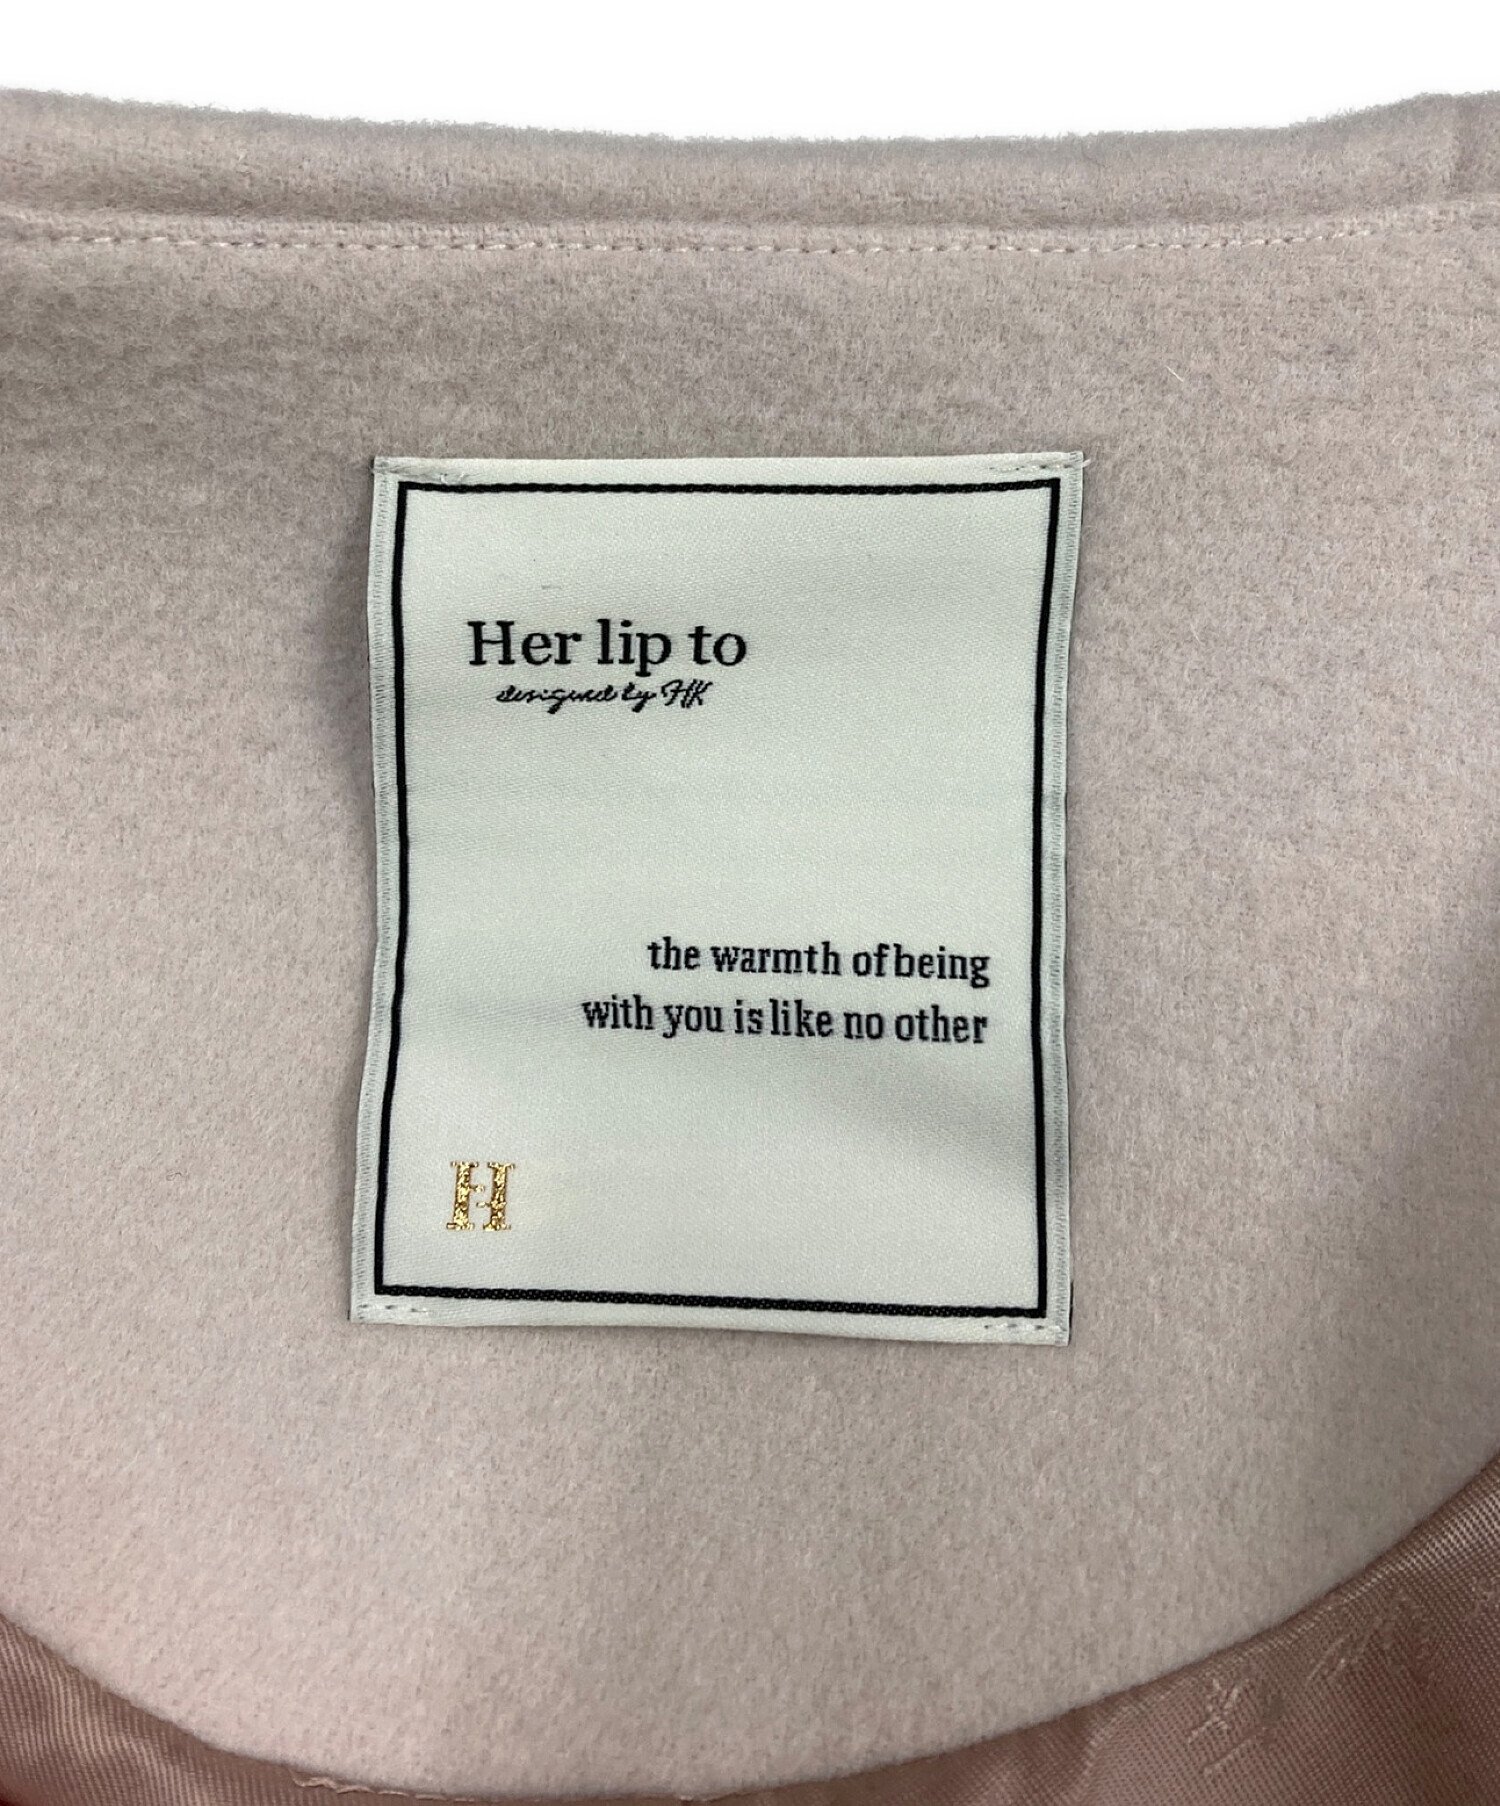 Her lip to
designed by HK
the warmth of being
with you is like no other
H